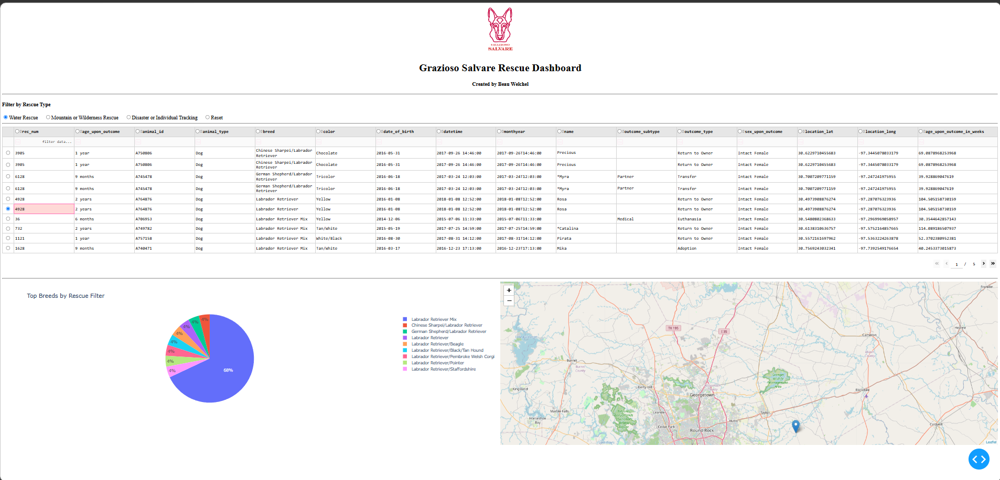 GRAZIOSO
SALVARE
Grazioso Salvare Rescue Dashboard
Created by Beau Welchel
Filter by Rescue Type
Water Rescue Mountain or Wilderness Rescue Disaster or Individual Tracking Reset
rec_num age_upon_outcome animal_id animal_type breed color date_of_birth datetime monthyear name outcome_subtype outcome_type sex_upon_outcome location_lat location_long age_upon_outcome_in_weeks
filter data...
3905 1 year A750806 Dog Chinese Sharpei/Labrador Retriever Chocolate 2016-05-31 2017-09-26 14:46:00 2017-09-26T14:46:00 Precious Return to Owner Intact Female 30.6229710455683 -97.3445078033179 69.0878968253968
3905 1 year A750806 Dog Chinese Sharpei/Labrador Retriever Chocolate 2016-05-31 2017-09-26 14:46:00 2017-09-26T14:46:00 Precious Return to Owner Intact Female 30.6229710455683 -97.3445078033179 69.0878968253968
6128 9 months A745478 Dog German Shepherd/Labrador Retriever Tricolor 2016-06-18 2017-03-24 12:03:00 2017-03-24T12:03:00 *Myra Partner Transfer Intact Female 30.7007209771159 -97.247241975955 39.928869047619
6128 9 months A745478 Dog German Shepherd/Labrador Retriever Tricolor 2016-06-18 2017-03-24 12:03:00 2017-03-24T12:03:00 *Myra Partner Transfer Intact Female 30.7007209771159 -97.247241975955 39.928869047619
4928 2 years A764876 Dog Labrador Retriever Yellow 2016-01-08 2018-01-08 12:52:00 2018-01-08T12:52:00 Rosa Return to Owner Intact Female 30.4973908876274 -97.287076323936 104.505158730159
4928 2 years A764876 Dog Labrador Retriever Yellow 2016-01-08 2018-01-08 12:52:00 2018-01-08T12:52:00 Rosa Return to Owner Intact Female 30.4973908876274 -97.287076323936 104.505158730159
36 6 months A706953 Dog Labrador Retriever Mix Yellow 2014-12-06 2015-07-06 11:33:00 2015-07-06T11:33:00 Medical Euthanasia Intact Female 30.5480802368633 -97.2969969058957 30.3544642857143
732 2 years A749782 Dog Labrador Retriever Mix Tan/White 2015-05-19 2017-07-25 14:59:00 2017-07-25T14:59:00 *Catalina Return to Owner Intact Female 30.6138310636757 -97.5752164857665 114.089186507937
1121 1 year A757158 Dog Labrador Retriever Mix White/Black 2016-08-30 2017-08-31 14:12:00 2017-08-31T14:12:00 Pirata Return to Owner Intact Female 30.5572161697962 -97.5363224263878 52.3702380952381
1628 9 months A740471 Dog Labrador Retriever Mix Tan/White 2016-03-17 2016-12-23 17:13:00 2016-12-23T17:13:00 Mika Adoption Intact Female 30.7569243032341 -97.7392549176654 40.2453373015873
« ‹ 1 / 5 › »
Top Breeds by Rescue Filter
4%
4%
4%
4%
4%
4%
4%
4%
68%
Labrador Retriever Mix
Chinese Sharpei/Labrador Retriever
German Shepherd/Labrador Retriever
Labrador Retriever
Labrador Retriever/Beagle
Labrador Retriever/Black/Tan Hound
Labrador Retriever/Pembroke Welsh Corgi
Labrador Retriever/Pointer
Labrador Retriever/Staffordshire
+
−
Franklin
TX 195
I 35
Hearne
Cameron
Lake Buchanan
Milam
County
Burnet
Burnet
County
Granger
Wildlife
Management
Area
Kingsland
Liberty Hill
Williamson
County
Georgetown
Rockdale
Marble Falls
Balcones
Canyonlands
National
Wildlife
Refuge
Leander
Taylor
Horseshoe
Bay
Hutto
Cedar Park
Round Rock
Caldwell
Lake Travis
Leaflet